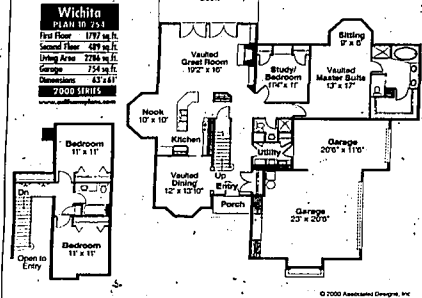 Wichita
PLAN ID 254
First Floor 1797 sq.ft.
Second Floor 489 sq.ft.
Living Area 2286 sq.ft.
Garage 754 sq.ft.
Dimensions 63'x61'
2000 SERIES
Sitting
9' x 6'
Vaulted
Great Room
19'2" x 16'
Study/
Bedroom
11'
Vaulted
Master Suite
13' x 17'
Nook
10' x 10'
Kitchen
Utility
Garage
20'6" x 11'6"
Bedroom
11' x 11'
Vaulted
Dining
12' x 13'10"
Up
Entry
Porch
Garage
23' x 20'6"
Dn
Open to
Entry
Bedroom
11' x 11'
© 2000 Associated Designs, Inc